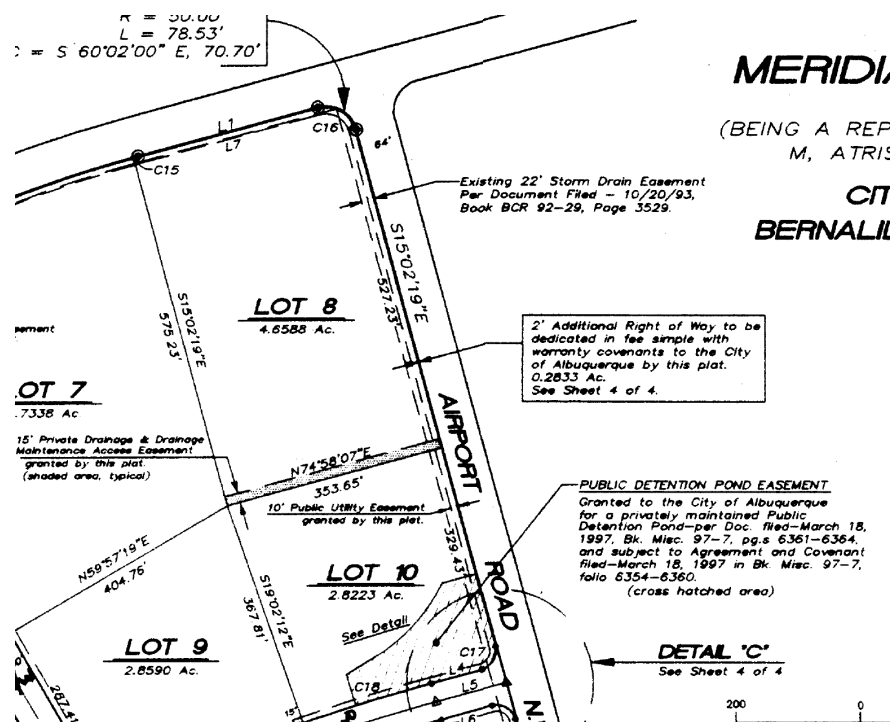 R = 50.00'
L = 78.53'
C = S 60°02'00" E, 70.70'
MERIDIA
(BEING A REP
M, ATRIS
CIT
BERNALIL
L1
L7
C16
C15
64'
Existing 22' Storm Drain Easement
Per Document Filed – 10/20/93,
Book BCR 92–29, Page 3529.
S15°02'19"E
527.23'
S15°02'19"E
575.23'
LOT 8
4.6588 Ac.
2' Additional Right of Way to be
dedicated in fee simple with
warranty covenants to the City
of Albuquerque by this plat.
0.2833 Ac.
See Sheet 4 of 4.
ement
LOT 7
.7338 Ac
15' Private Drainage & Drainage
Maintenance Access Easement
granted by this plat.
(shaded area, typical)
N74°58'07"E
353.65'
10' Public Utility Easement
granted by this plat.
AIRPORT
ROAD
N.
329.43'
PUBLIC DETENTION POND EASEMENT
Granted to the City of Albuquerque
for a privately maintained Public
Detention Pond–per Doc. filed–March 18,
1997, Bk. Misc. 97–7, pg.s 6361–6364,
and subject to Agreement and Covenant
filed–March 18, 1997 in Bk. Misc. 97–7,
folio 6354–6360.
(cross hatched area)
N59°57'19"E
404.76'
S19°02'12"E
367.81'
LOT 10
2.8223 Ac.
See Detail
LOT 9
2.8590 Ac.
C17
L4
C18
L5
L6
15'
287.41
DETAIL "C"
See Sheet 4 of 4
200
0